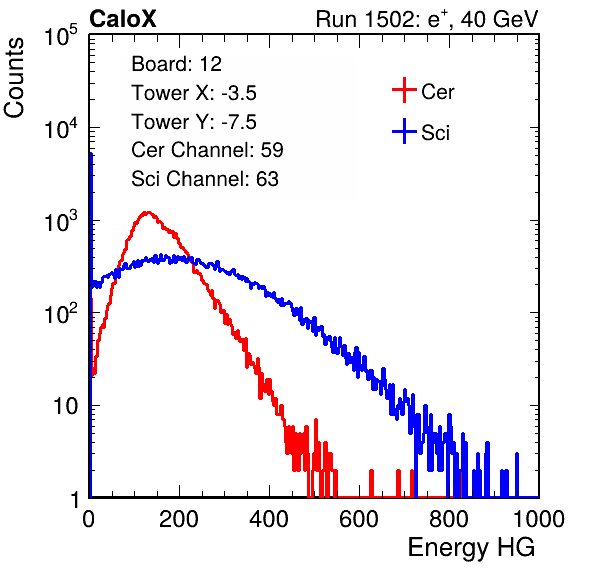 CaloX Run 1502: e⁺, 40 GeV
Counts
Board: 12
Tower X: -3.5
Tower Y: -7.5
Cer Channel: 59
Sci Channel: 63
Cer
Sci
10⁵
10⁴
10³
10²
10
1
0 200 400 600 800 1000
Energy HG